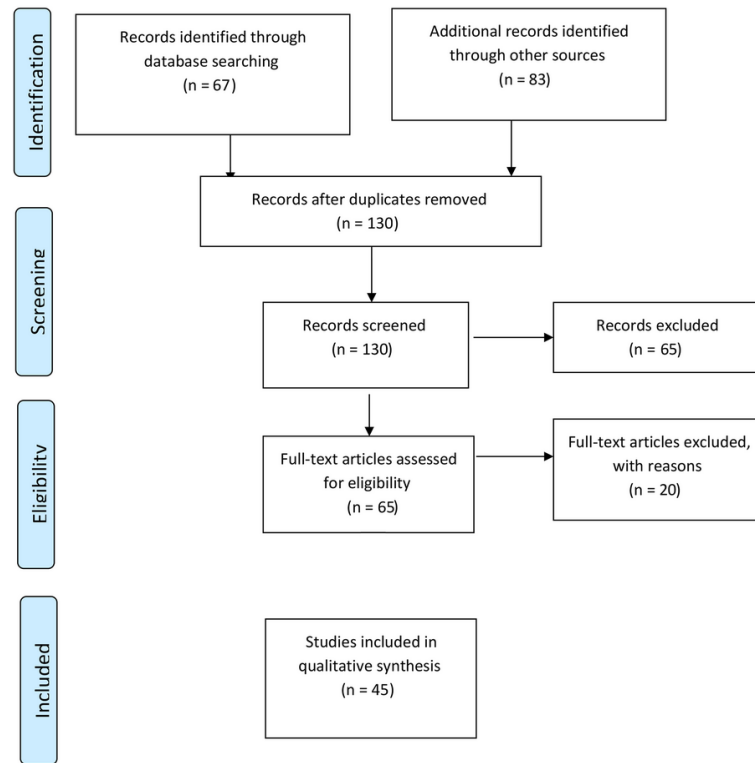 Identification
Records identified through
database searching
(n = 67)
Additional records identified
through other sources
(n = 83)
Records after duplicates removed
(n = 130)
Screening
Records screened
(n = 130)
Records excluded
(n = 65)
Eligibility
Full-text articles assessed
for eligibility
(n = 65)
Full-text articles excluded,
with reasons
(n = 20)
Included
Studies included in
qualitative synthesis
(n = 45)